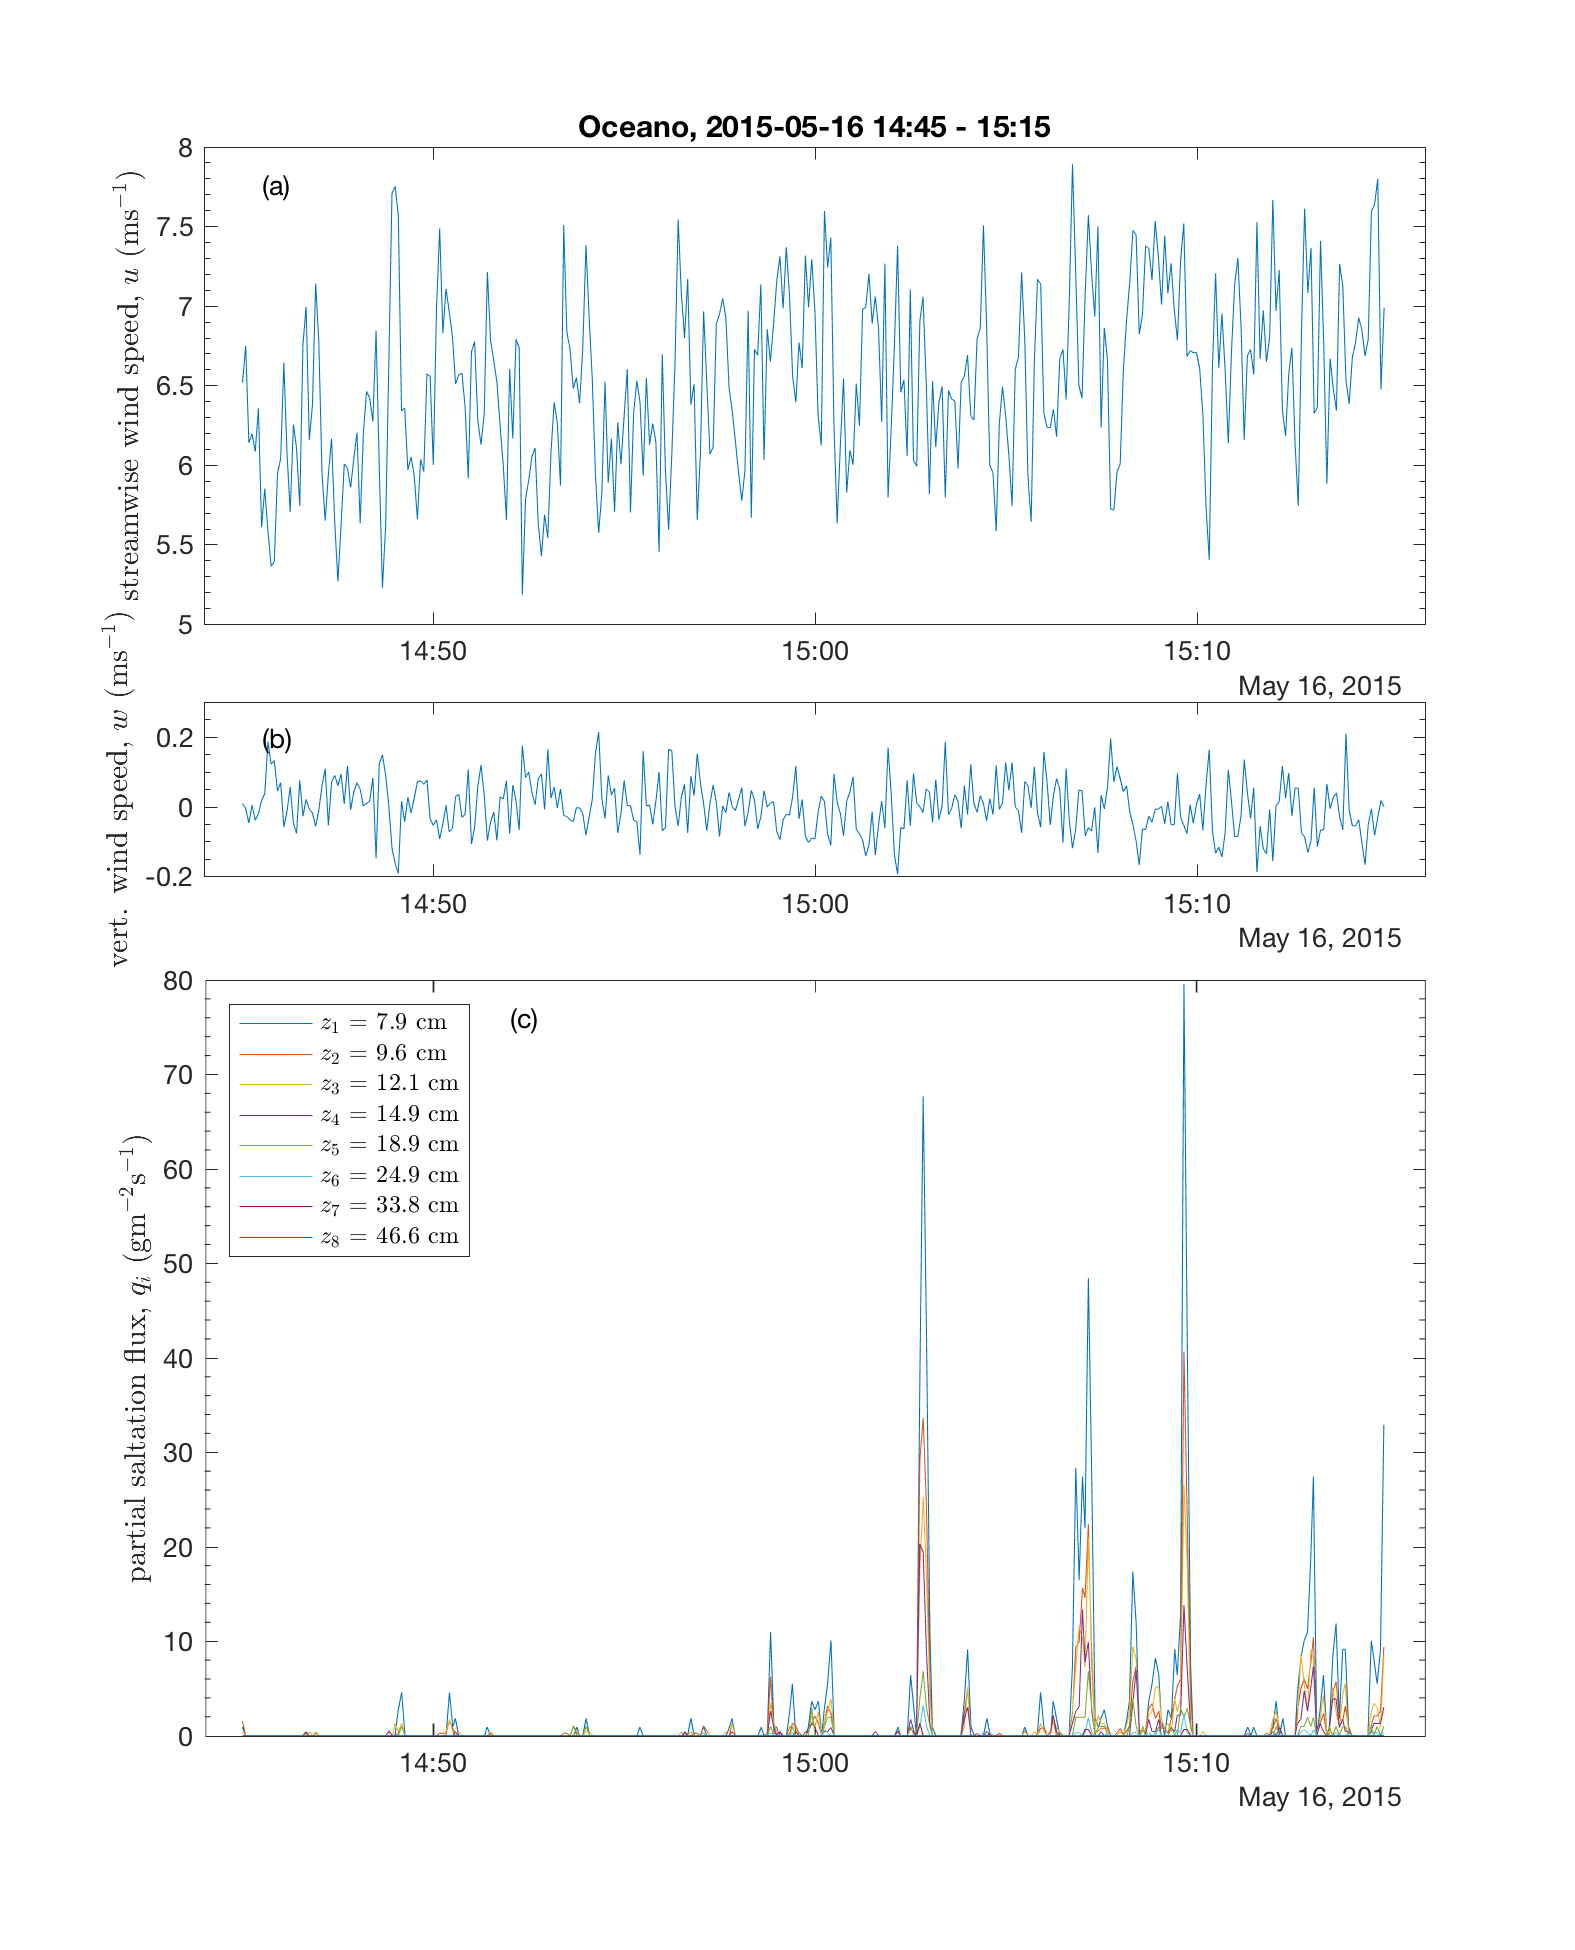 Oceano, 2015-05-16 14:45 - 15:15
(a)
streamwise wind speed, u (ms⁻¹)
8
7.5
7
6.5
6
5.5
5
14:50 15:00 15:10
May 16, 2015
(b)
vert. wind speed, w (ms⁻¹)
0.2
0
-0.2
14:50 15:00 15:10
May 16, 2015
(c)
partial saltation flux, qᵢ (gm⁻²s⁻¹)
80
70
60
50
40
30
20
10
0
z₁ = 7.9 cm
z₂ = 9.6 cm
z₃ = 12.1 cm
z₄ = 14.9 cm
z₅ = 18.9 cm
z₆ = 24.9 cm
z₇ = 33.8 cm
z₈ = 46.6 cm
14:50 15:00 15:10
May 16, 2015